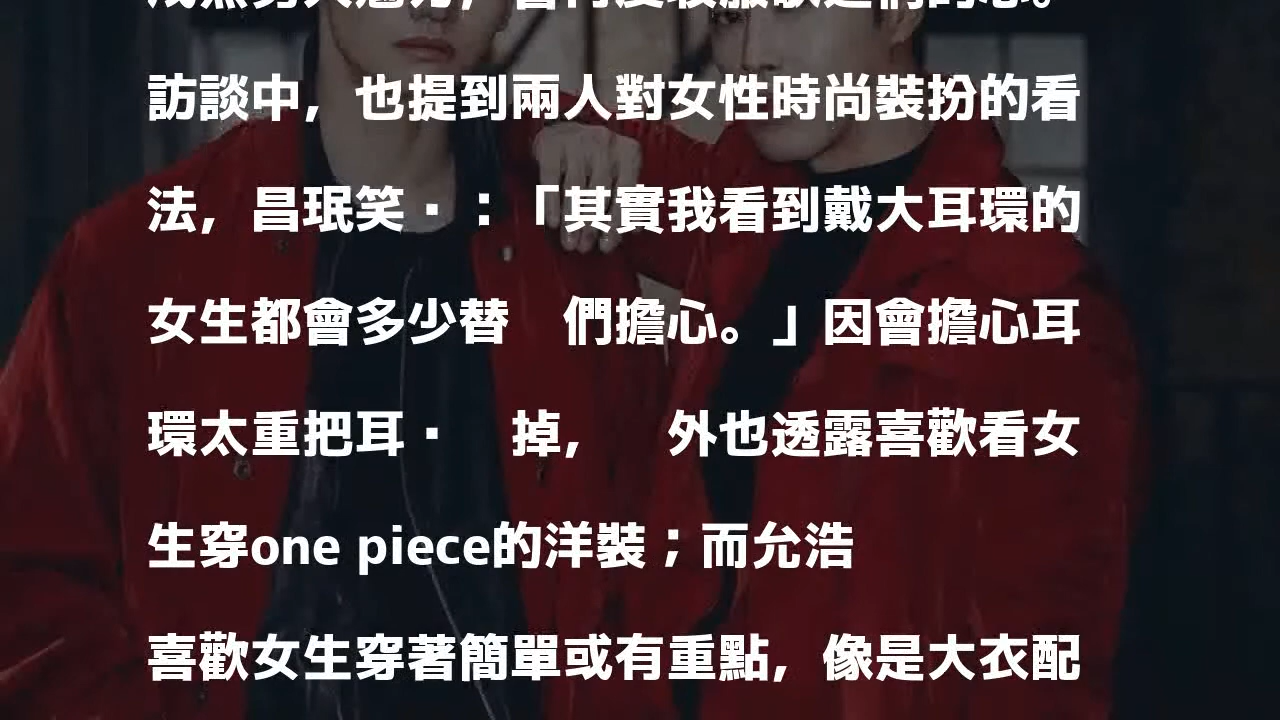 訪談中，也提到兩人對女性時尚裝扮的看
法，昌珉笑▪：「其實我看到戴大耳環的
女生都會多少替　們擔心。」因會擔心耳
環太重把耳▪　掉，　外也透露喜歡看女
生穿one piece的洋裝；而允浩
喜歡女生穿著簡單或有重點，像是大衣配